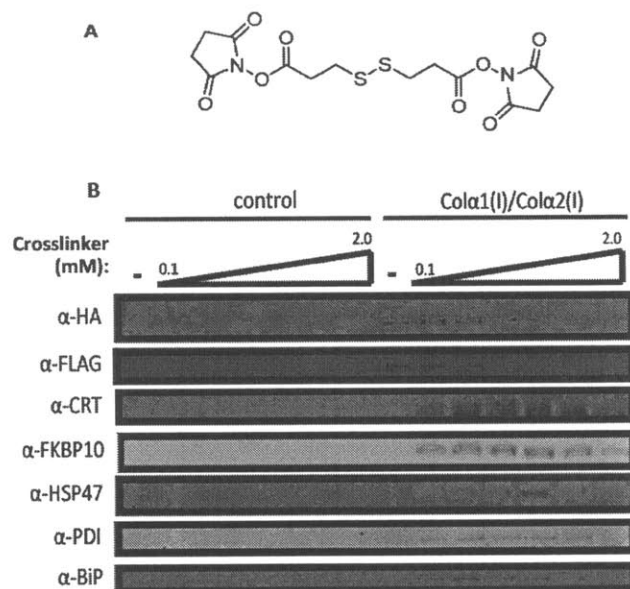 A
O
O
O
N
O
S
S
O
N
O
O
O
O
B
control Colα1(I)/Colα2(I)
Crosslinker
(mM):
- 0.1 2.0 - 0.1 2.0
α-HA
α-FLAG
α-CRT
α-FKBP10
α-HSP47
α-PDI
α-BiP